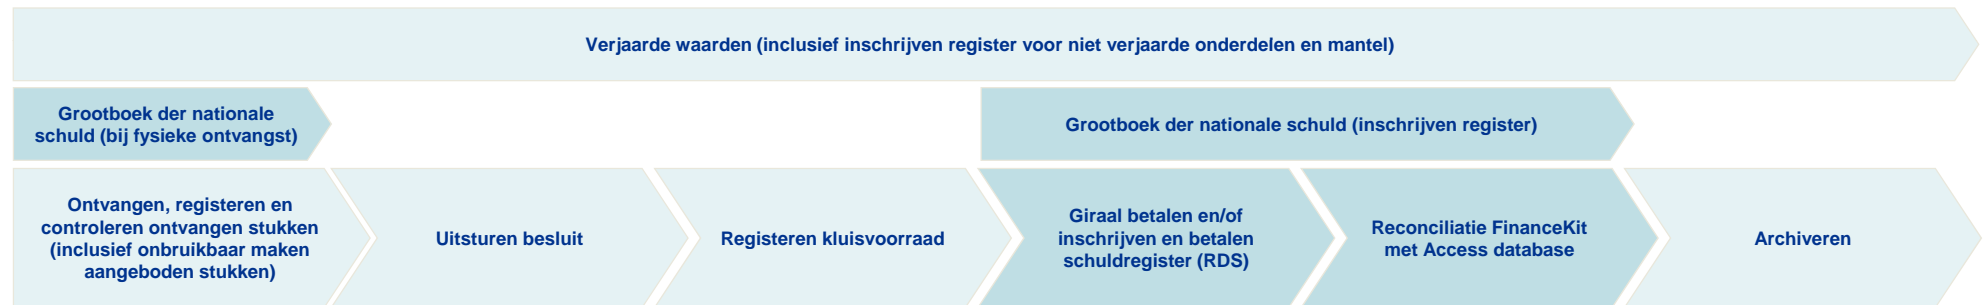 Verjaarde waarden (inclusief inschrijven register voor niet verjaarde onderdelen en mantel)
Grootboek der nationale
schuld (bij fysieke ontvangst)
Grootboek der nationale schuld (inschrijven register)
Ontvangen, registeren en
controleren ontvangen stukken
(inclusief onbruikbaar maken
aangeboden stukken)
Uitsturen besluit
Registeren kluisvoorraad
Giraal betalen en/of
inschrijven en betalen
schuldregister (RDS)
Reconciliatie FinanceKit
met Access database
Archiveren